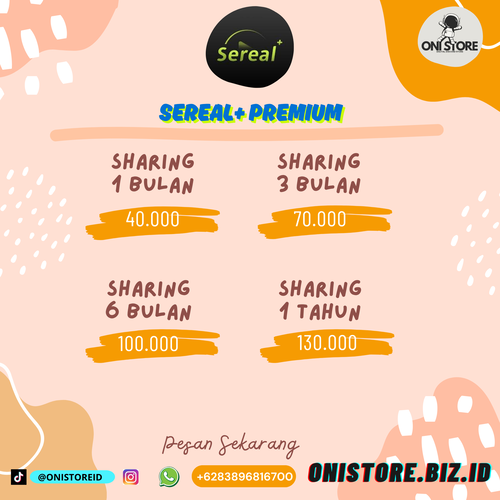 Sereal+
ONI STORE
SEREAL+ PREMIUM
SHARING
1 BULAN
40.000
SHARING
3 BULAN
70.000
SHARING
6 BULAN
100.000
SHARING
1 TAHUN
130.000
Pesan Sekarang
@ONISTOREID
+6283896816700
ONISTORE.BIZ.ID